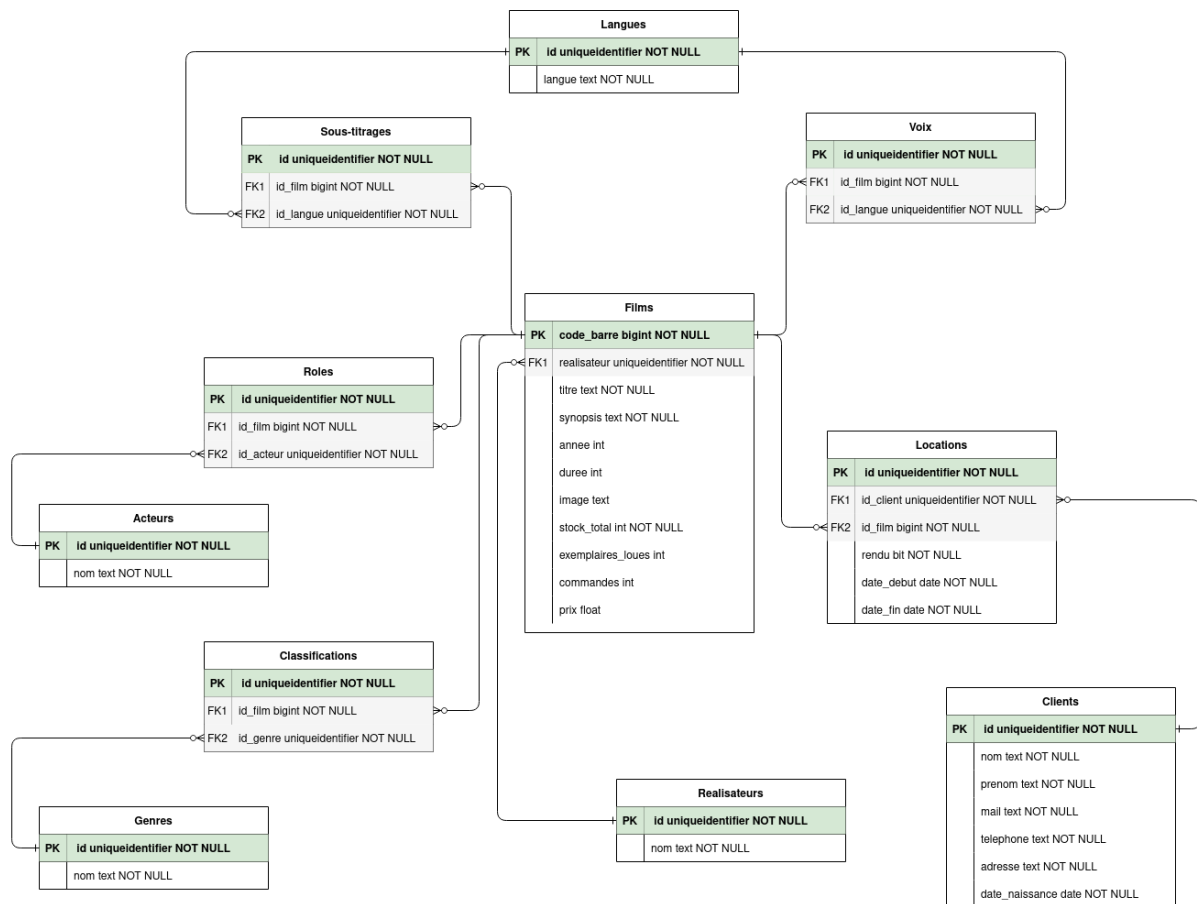 Langues
PK id uniqueidentifier NOT NULL
langue text NOT NULL
Sous-titrages
PK id uniqueidentifier NOT NULL
FK1 id_film bigint NOT NULL
FK2 id_langue uniqueidentifier NOT NULL
Voix
PK id uniqueidentifier NOT NULL
FK1 id_film bigint NOT NULL
FK2 id_langue uniqueidentifier NOT NULL
Films
PK code_barre bigint NOT NULL
FK1 realisateur uniqueidentifier NOT NULL
titre text NOT NULL
synopsis text NOT NULL
annee int
duree int
image text
stock_total int NOT NULL
exemplaires_loues int
commandes int
prix float
Roles
PK id uniqueidentifier NOT NULL
FK1 id_film bigint NOT NULL
FK2 id_acteur uniqueidentifier NOT NULL
Locations
PK id uniqueidentifier NOT NULL
FK1 id_client uniqueidentifier NOT NULL
FK2 id_film bigint NOT NULL
rendu bit NOT NULL
date_debut date NOT NULL
date_fin date NOT NULL
Acteurs
PK id uniqueidentifier NOT NULL
nom text NOT NULL
Classifications
PK id uniqueidentifier NOT NULL
FK1 id_film bigint NOT NULL
FK2 id_genre uniqueidentifier NOT NULL
Clients
PK id uniqueidentifier NOT NULL
nom text NOT NULL
prenom text NOT NULL
mail text NOT NULL
telephone text NOT NULL
adresse text NOT NULL
date_naissance date NOT NULL
Realisateurs
PK id uniqueidentifier NOT NULL
nom text NOT NULL
Genres
PK id uniqueidentifier NOT NULL
nom text NOT NULL